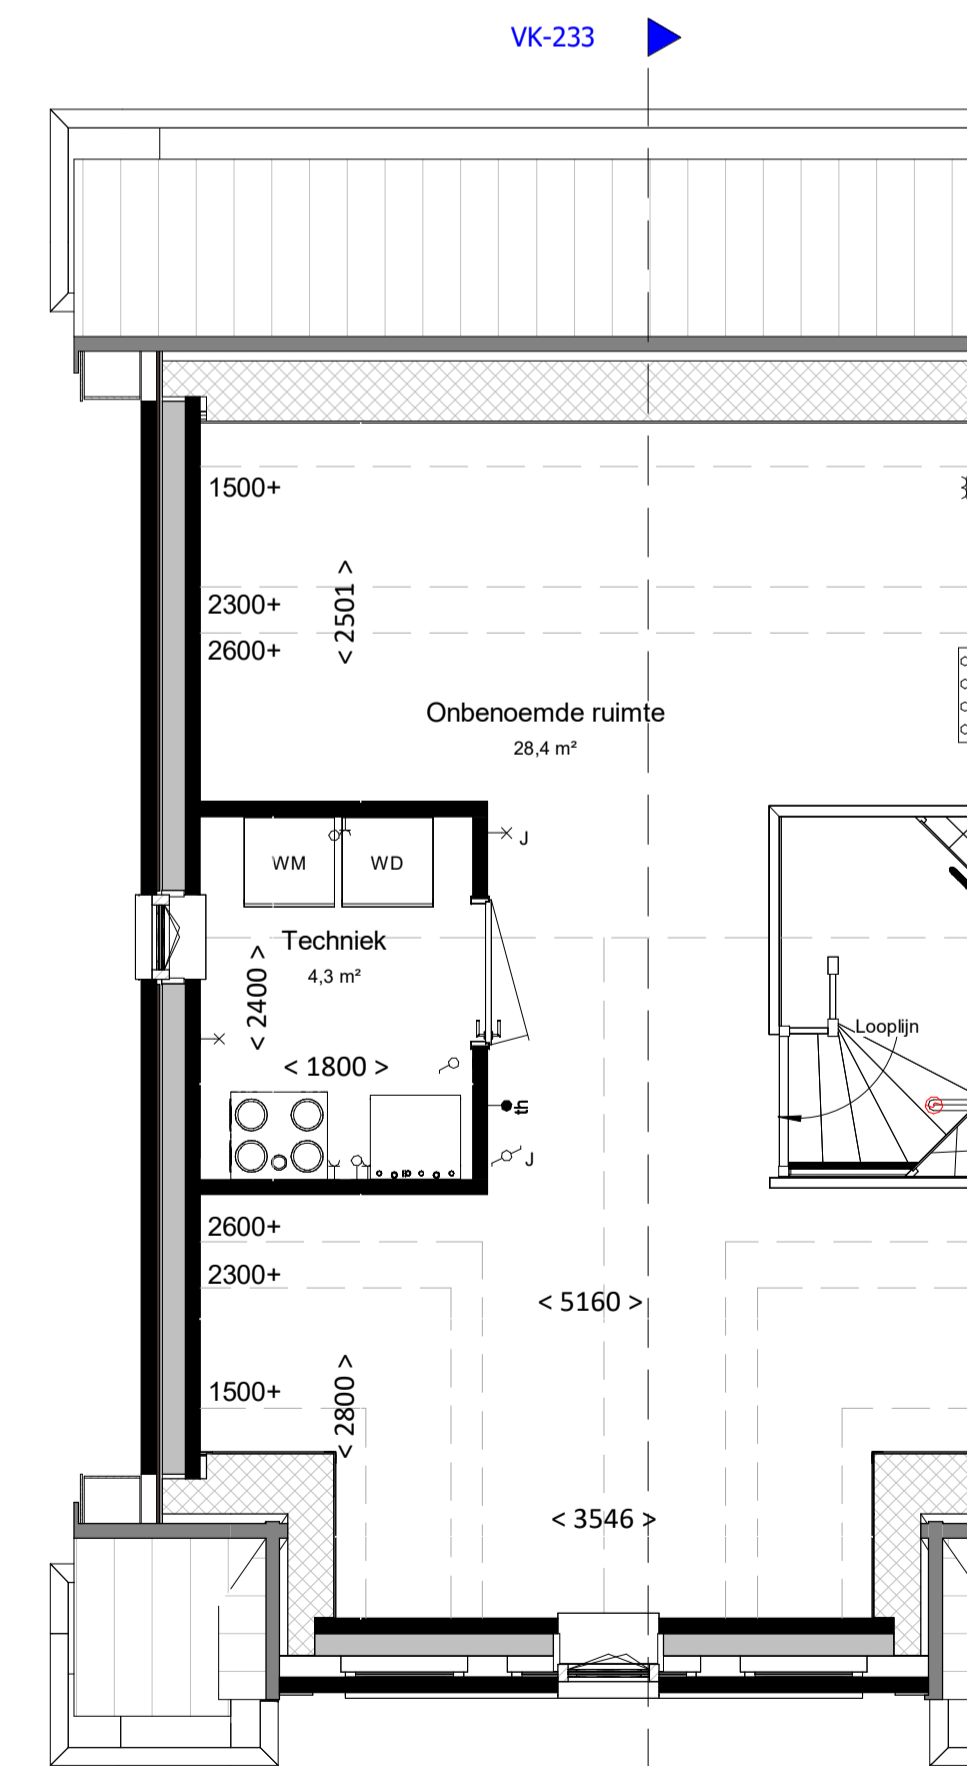 VK-233
1500+
2300+
< 2501 >
2600+
Onbenoemde ruimte
28,4 m²
J
WM
WD
Techniek
4,3 m²
< 2400 >
Looplijn
< 1800 >
th
J
2600+
2300+
< 5160 >
1500+
< 2800 >
< 3546 >